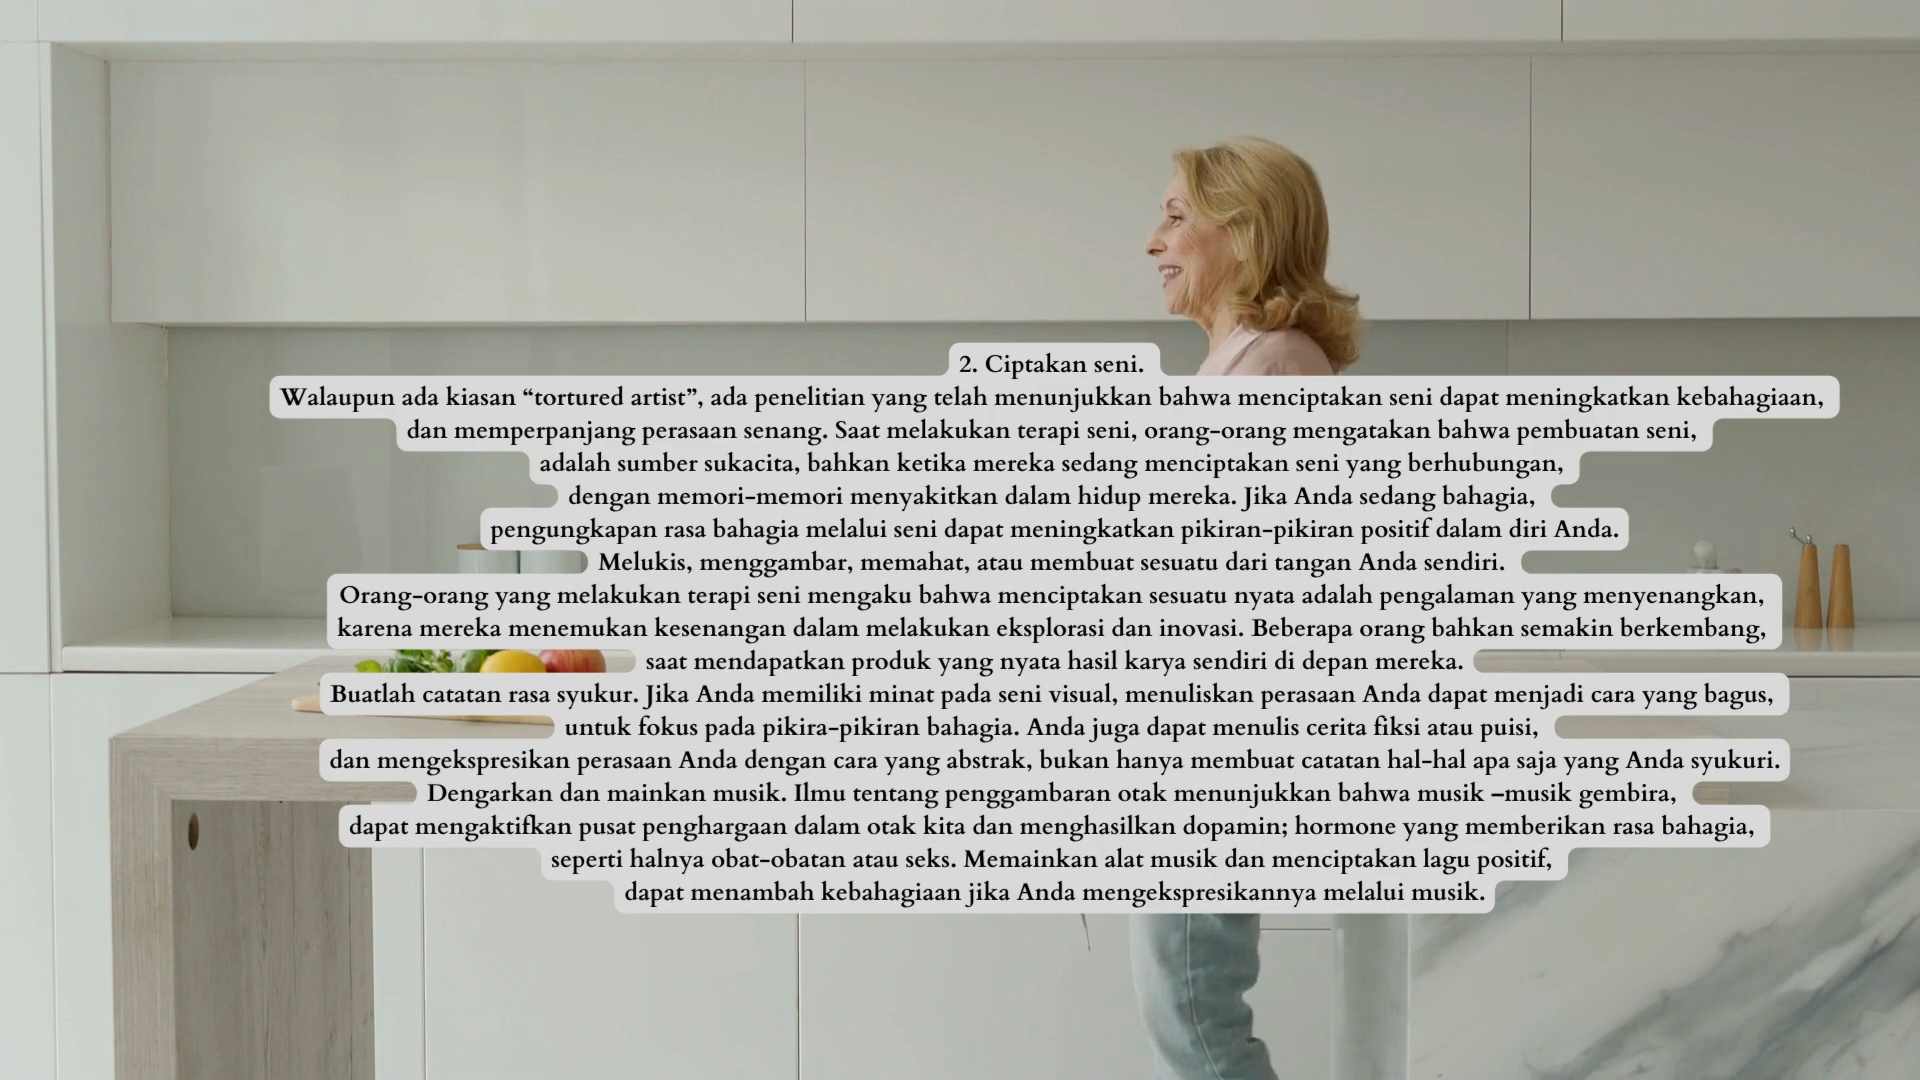 2. Ciptakan seni.
Walaupun ada kiasan “tortured artist”, ada penelitian yang telah menunjukkan bahwa menciptakan seni dapat meningkatkan kebahagiaan,
dan memperpanjang perasaan senang. Saat melakukan terapi seni, orang-orang mengatakan bahwa pembuatan seni,
adalah sumber sukacita, bahkan ketika mereka sedang menciptakan seni yang berhubungan,
dengan memori-memori menyakitkan dalam hidup mereka. Jika Anda sedang bahagia,
pengungkapan rasa bahagia melalui seni dapat meningkatkan pikiran-pikiran positif dalam diri Anda.
Melukis, menggambar, memahat, atau membuat sesuatu dari tangan Anda sendiri.
Orang-orang yang melakukan terapi seni mengaku bahwa menciptakan sesuatu nyata adalah pengalaman yang menyenangkan,
karena mereka menemukan kesenangan dalam melakukan eksplorasi dan inovasi. Beberapa orang bahkan semakin berkembang,
saat mendapatkan produk yang nyata hasil karya sendiri di depan mereka.
Buatlah catatan rasa syukur. Jika Anda memiliki minat pada seni visual, menuliskan perasaan Anda dapat menjadi cara yang bagus,
untuk fokus pada pikira-pikiran bahagia. Anda juga dapat menulis cerita fiksi atau puisi,
dan mengekspresikan perasaan Anda dengan cara yang abstrak, bukan hanya membuat catatan hal-hal apa saja yang Anda syukuri.
Dengarkan dan mainkan musik. Ilmu tentang penggambaran otak menunjukkan bahwa musik –musik gembira,
dapat mengaktifkan pusat penghargaan dalam otak kita dan menghasilkan dopamin; hormone yang memberikan rasa bahagia,
seperti halnya obat-obatan atau seks. Memainkan alat musik dan menciptakan lagu positif,
dapat menambah kebahagiaan jika Anda mengekspresikannya melalui musik.